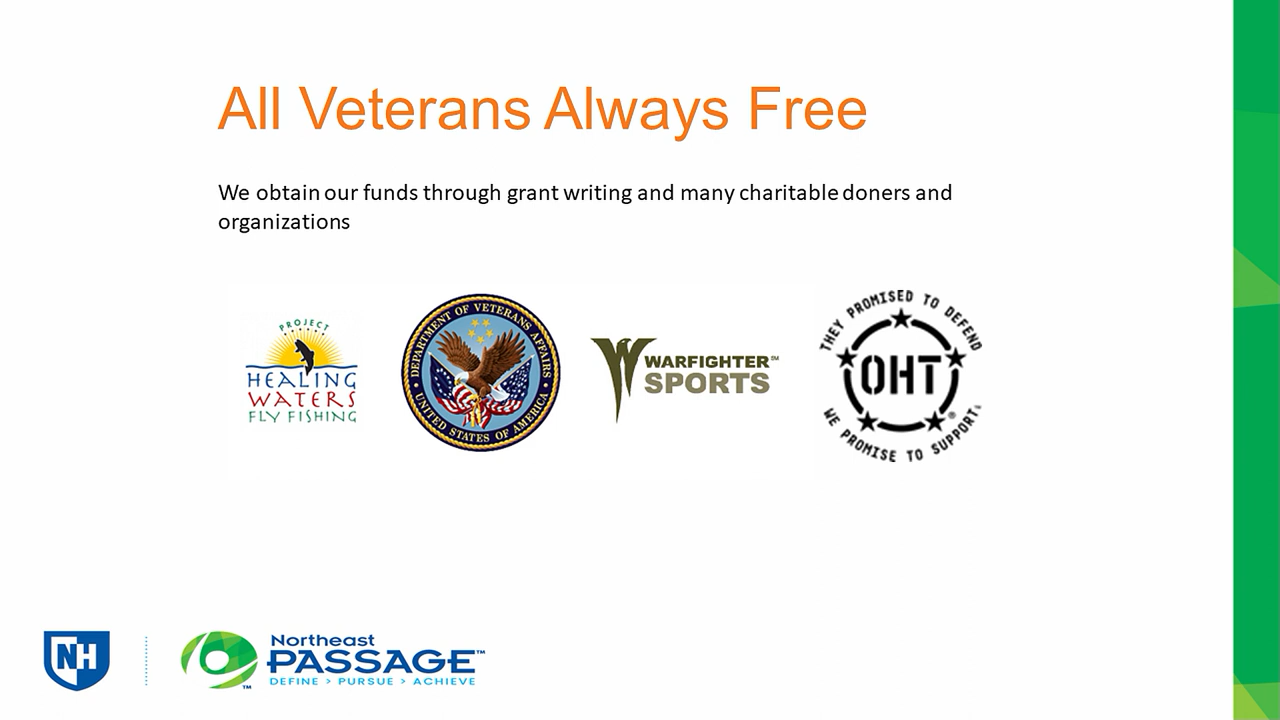 All Veterans Always Free
We obtain our funds through grant writing and many charitable doners and
organizations
PROJECT
HEALING
WATERS
FLY FISHING
DEPARTMENT OF VETERANS AFFAIRS
UNITED STATES OF AMERICA
WARFIGHTER℠
SPORTS
THEY PROMISED TO DEFEND
OHT®
WE PROMISE TO SUPPORT
NH
Northeast
PASSAGE™
DEFINE > PURSUE > ACHIEVE
TM